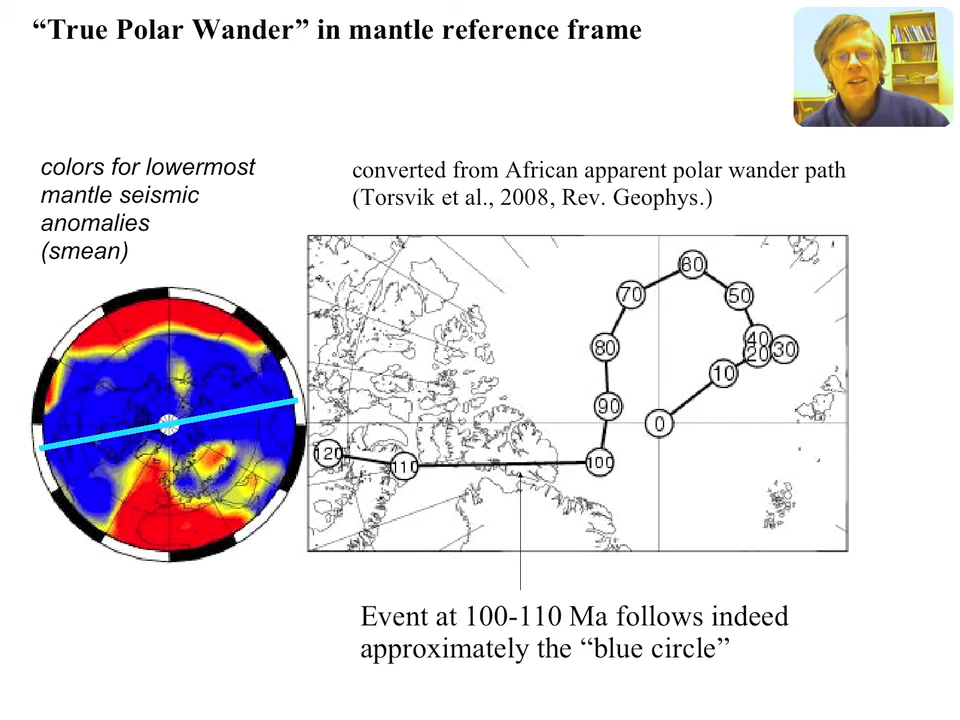 “True Polar Wander” in mantle reference frame
colors for lowermost
mantle seismic
anomalies
(smean)
converted from African apparent polar wander path
(Torsvik et al., 2008, Rev. Geophys.)
60
70
50
80
40
20
30
10
90
0
120
110
100
Event at 100-110 Ma follows indeed
approximately the “blue circle”